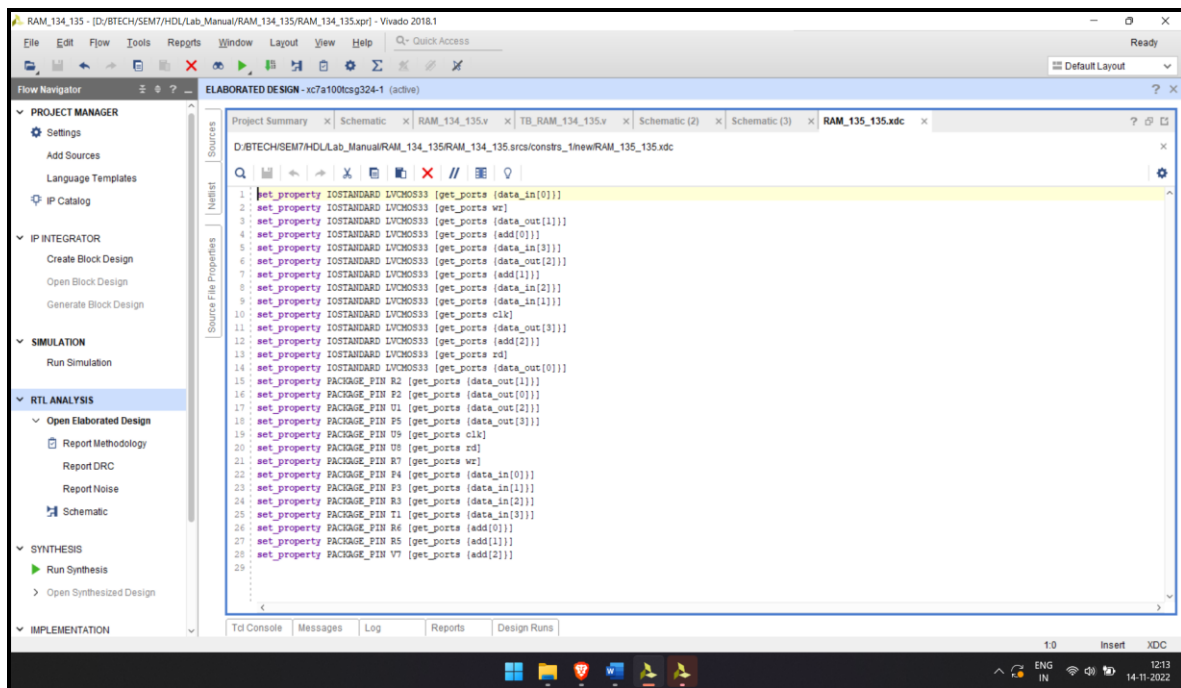 RAM_134_135 - [D:/BTECH/SEM7/HDL/Lab_Manual/RAM_134_135/RAM_134_135.xpr] - Vivado 2018.1
File Edit Flow Tools Reports Window Layout View Help Quick Access Ready
Default Layout
Flow Navigator
ELABORATED DESIGN - xc7a100tcsg324-1 (active)
PROJECT MANAGER
Settings
Add Sources
Language Templates
IP Catalog
IP INTEGRATOR
Create Block Design
Open Block Design
Generate Block Design
SIMULATION
Run Simulation
RTL ANALYSIS
Open Elaborated Design
Report Methodology
Report DRC
Report Noise
Schematic
SYNTHESIS
Run Synthesis
Open Synthesized Design
IMPLEMENTATION
Sources
Netlist
Source File Properties
Project Summary Schematic RAM_134_135.v TB_RAM_134_135.v Schematic (2) Schematic (3) RAM_135_135.xdc
D:/BTECH/SEM7/HDL/Lab_Manual/RAM_134_135/RAM_134_135.srcs/constrs_1/new/RAM_135_135.xdc
1 set_property IOSTANDARD LVCMOS33 [get_ports {data_in[0]}]
2 set_property IOSTANDARD LVCMOS33 [get_ports wr]
3 set_property IOSTANDARD LVCMOS33 [get_ports {data_out[1]}]
4 set_property IOSTANDARD LVCMOS33 [get_ports {add[0]}]
5 set_property IOSTANDARD LVCMOS33 [get_ports {data_in[3]}]
6 set_property IOSTANDARD LVCMOS33 [get_ports {data_out[2]}]
7 set_property IOSTANDARD LVCMOS33 [get_ports {add[1]}]
8 set_property IOSTANDARD LVCMOS33 [get_ports {data_in[2]}]
9 set_property IOSTANDARD LVCMOS33 [get_ports {data_in[1]}]
10 set_property IOSTANDARD LVCMOS33 [get_ports clk]
11 set_property IOSTANDARD LVCMOS33 [get_ports {data_out[3]}]
12 set_property IOSTANDARD LVCMOS33 [get_ports {add[2]}]
13 set_property IOSTANDARD LVCMOS33 [get_ports rd]
14 set_property IOSTANDARD LVCMOS33 [get_ports {data_out[0]}]
15 set_property PACKAGE_PIN R2 [get_ports {data_out[1]}]
16 set_property PACKAGE_PIN P2 [get_ports {data_out[0]}]
17 set_property PACKAGE_PIN U1 [get_ports {data_out[2]}]
18 set_property PACKAGE_PIN P5 [get_ports {data_out[3]}]
19 set_property PACKAGE_PIN U9 [get_ports clk]
20 set_property PACKAGE_PIN U8 [get_ports rd]
21 set_property PACKAGE_PIN R7 [get_ports wr]
22 set_property PACKAGE_PIN P4 [get_ports {data_in[0]}]
23 set_property PACKAGE_PIN P3 [get_ports {data_in[1]}]
24 set_property PACKAGE_PIN R3 [get_ports {data_in[2]}]
25 set_property PACKAGE_PIN T1 [get_ports {data_in[3]}]
26 set_property PACKAGE_PIN R6 [get_ports {add[0]}]
27 set_property PACKAGE_PIN R5 [get_ports {add[1]}]
28 set_property PACKAGE_PIN V7 [get_ports {add[2]}]
29
Tcl Console Messages Log Reports Design Runs
1:0 Insert XDC
ENG 12:13
IN 14-11-2022